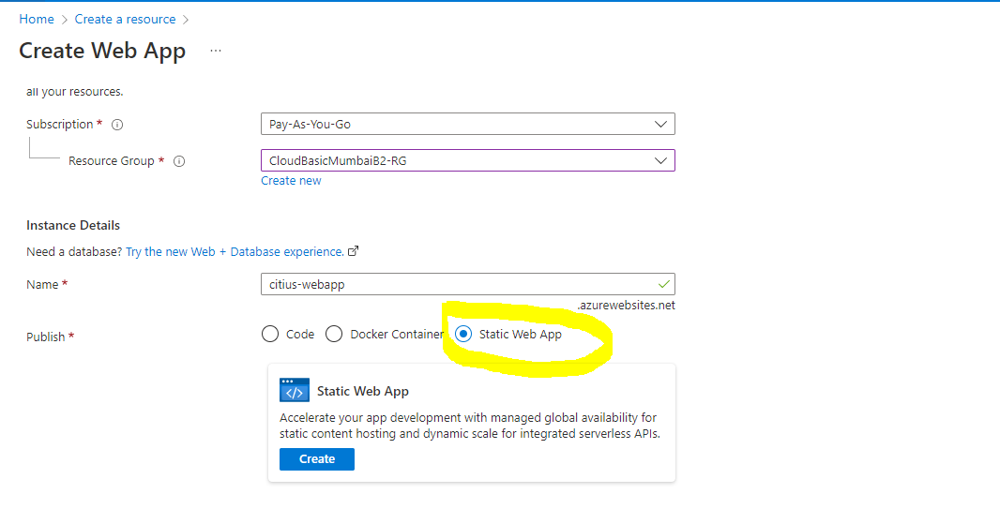 Home > Create a resource >
Create Web App ...
all your resources.
Subscription *
Pay-As-You-Go
Resource Group *
CloudBasicMumbaiB2-RG
Create new
Instance Details
Need a database? Try the new Web + Database experience.
Name *
citius-webapp
.azurewebsites.net
Publish *
Code
Docker Container
Static Web App
Static Web App
Accelerate your app development with managed global availability for
static content hosting and dynamic scale for integrated serverless APIs.
Create